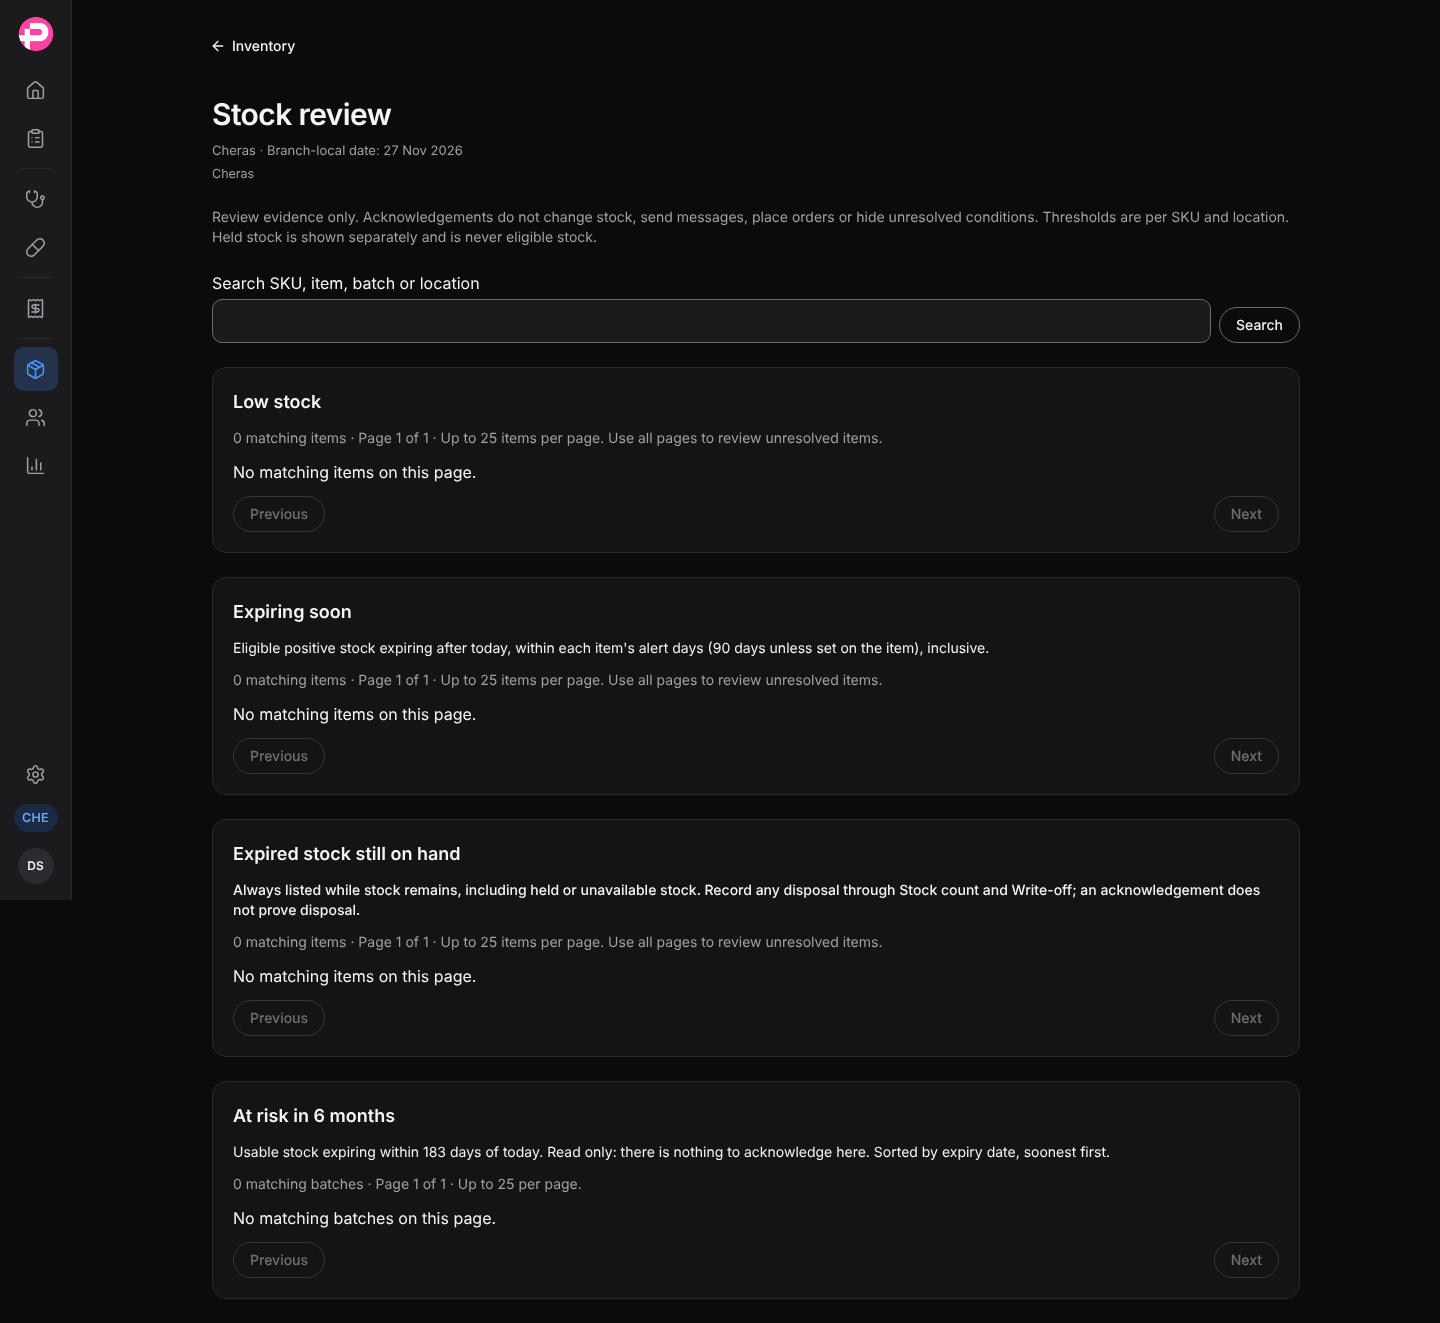 Inventory
Stock review
Cheras · Branch-local date: 27 Nov 2026
Cheras
Review evidence only. Acknowledgements do not change stock, send messages, place orders or hide unresolved conditions. Thresholds are per SKU and location.
Held stock is shown separately and is never eligible stock.
Search SKU, item, batch or location
Search
Low stock
0 matching items · Page 1 of 1 · Up to 25 items per page. Use all pages to review unresolved items.
No matching items on this page.
Previous
Next
Expiring soon
Eligible positive stock expiring after today, within each item's alert days (90 days unless set on the item), inclusive.
0 matching items · Page 1 of 1 · Up to 25 items per page. Use all pages to review unresolved items.
No matching items on this page.
Previous
Next
Expired stock still on hand
Always listed while stock remains, including held or unavailable stock. Record any disposal through Stock count and Write-off; an acknowledgement does
not prove disposal.
0 matching items · Page 1 of 1 · Up to 25 items per page. Use all pages to review unresolved items.
No matching items on this page.
Previous
Next
At risk in 6 months
Usable stock expiring within 183 days of today. Read only: there is nothing to acknowledge here. Sorted by expiry date, soonest first.
0 matching batches · Page 1 of 1 · Up to 25 per page.
No matching batches on this page.
Previous
Next
CHE
DS